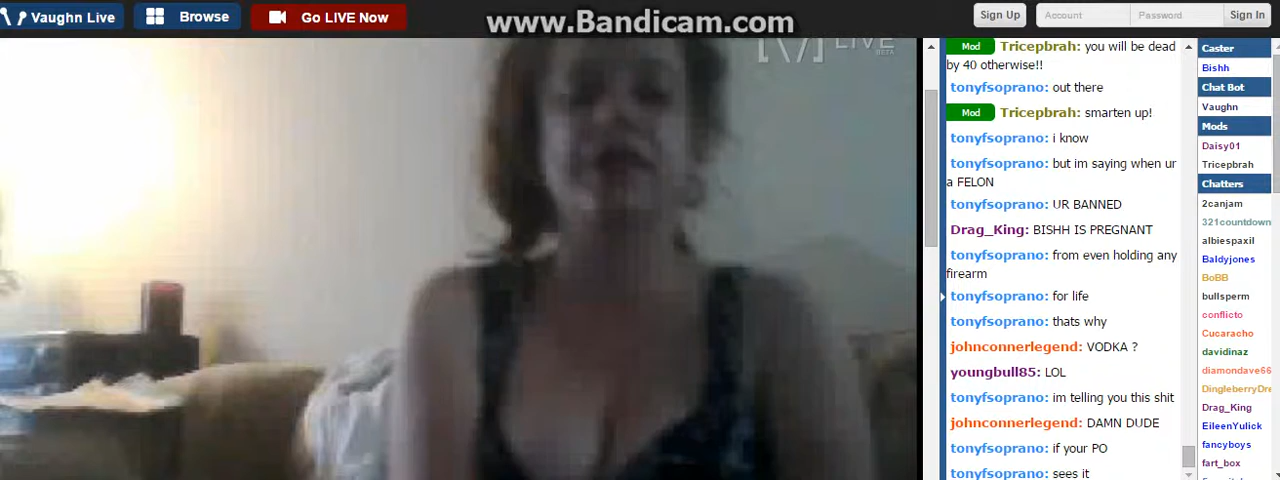 Vaughn Live Browse Go LIVE Now www.Bandicam.com Sign Up Account Password Sign In
[\/] LIVE
BETA
Mod Tricepbrah: you will be dead
by 40 otherwise!!
tonyfsoprano: out there
Mod Tricepbrah: smarten up!
tonyfsoprano: i know
tonyfsoprano: but im saying when ur
a FELON
tonyfsoprano: UR BANNED
Drag_King: BISHH IS PREGNANT
tonyfsoprano: from even holding any
firearm
tonyfsoprano: for life
tonyfsoprano: thats why
johnconnerlegend: VODKA ?
youngbull85: LOL
tonyfsoprano: im telling you this shit
johnconnerlegend: DAMN DUDE
tonyfsoprano: if your PO
tonyfsoprano: sees it
Caster
Bishh
Chat Bot
Vaughn
Mods
Daisy01
Tricepbrah
Chatters
2canjam
321countdown
albiespaxil
Baldyjones
BoBB
bullsperm
conflicto
Cucaracho
davidinaz
diamondave66
DingleberryDre
Drag_King
EileenYulick
fancyboys
fart_box